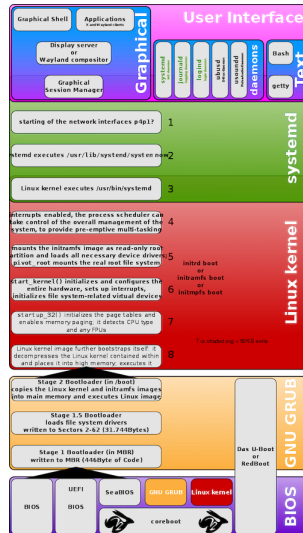 User Interface
Graphical Shell
Applications
Display server
or
Wayland compositor
Graphical
Session Manager
Graphical
systemd
journald
logind
daemons
Bash
getty
Text
starting of the network interfaces p4p1?
1
systemd executes /usr/lib/systemd/system
2
Linux kernel executes /usr/bin/systemd
3
systemd
interrupts enabled, the process scheduler can
take control of the overall management of the
system, to provide pre-emptive multi-tasking
4
mounts the initramfs image as read-only root
partition and loads all necessary device drivers;
pivot_root mounts the real root file system
5
initrd boot
or
initramfs boot
or
start_kernel() initializes and configures the
entire hardware, sets up interrupts,
initializes file system-related virtual devices
6
startup_32() initializes the page tables and
enables memory paging; it detects CPU type
and any FPUs
7
Linux kernel image further bootstraps itself: it
decompresses the Linux kernel contained within
and places it into high memory; executes it
8
Linux kernel
Stage 2 Bootloader (in /boot)
copies the Linux kernel and initramfs images
into main memory and executes Linux image
Stage 1.5 Bootloader
loads file system drivers
written to Sectors 2-62 (31.744Bytes)
Stage 1 Bootloader (in MBR)
written to MBR (446Byte of Code)
GNU GRUB
Das U-Boot
or
RedBoot
BIOS
UEFI
BIOS
SeaBIOS
GNU GRUB
Linux kernel
coreboot
BIOS